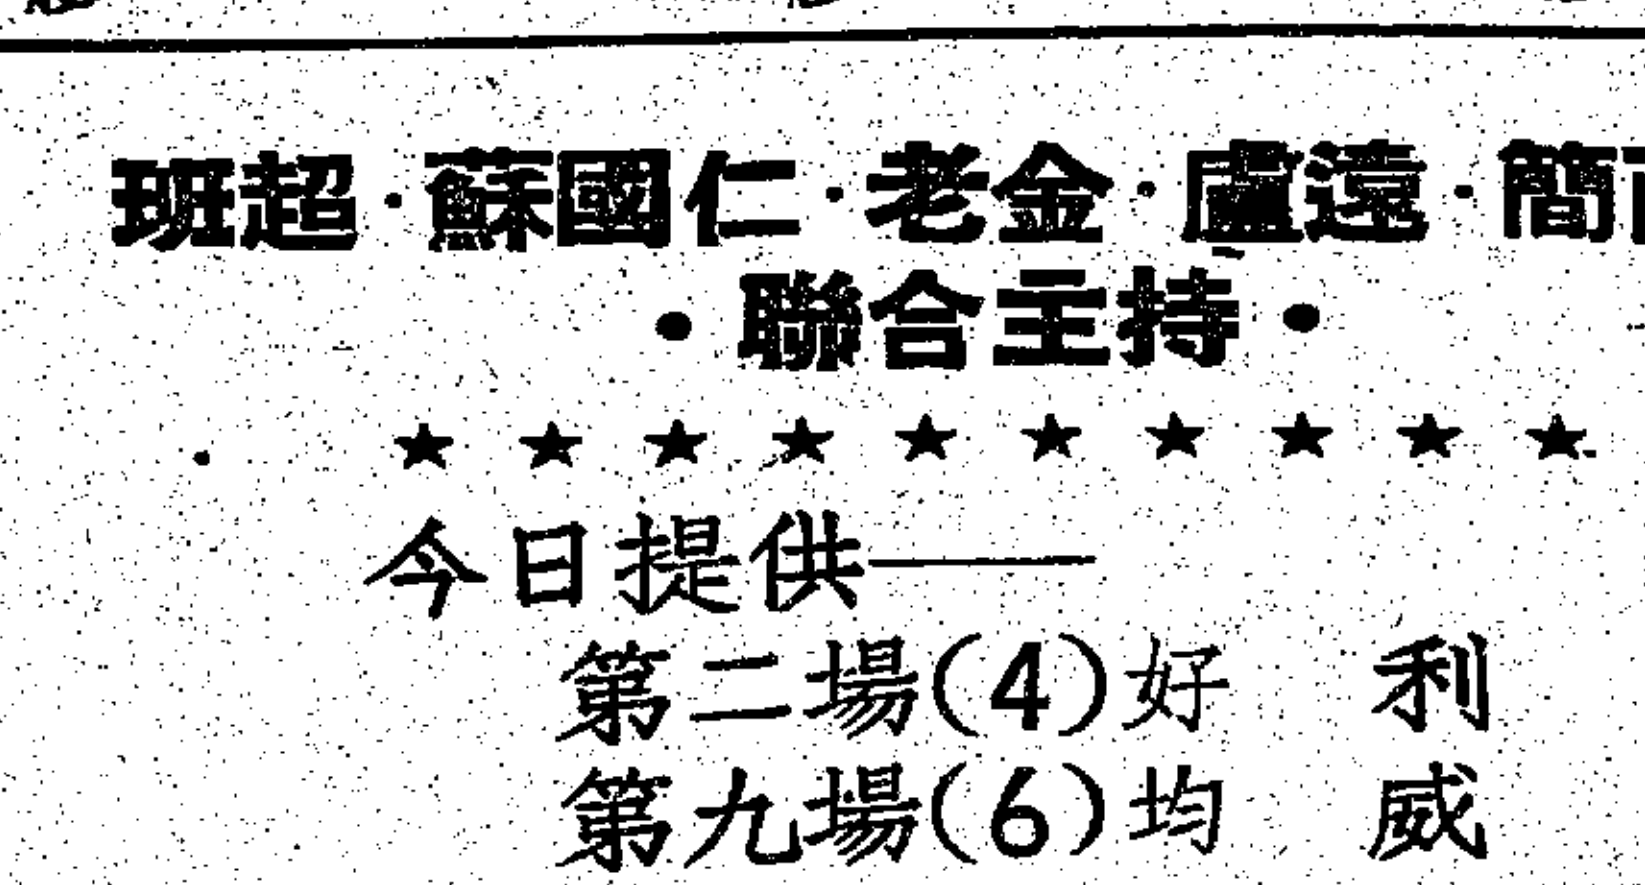 班超·蘇國仁·老金·盧遠·簡
•聯合主持•
★★★★★★★★★★
今日提供——
第二場(4)好 利
第九場(6)均 威